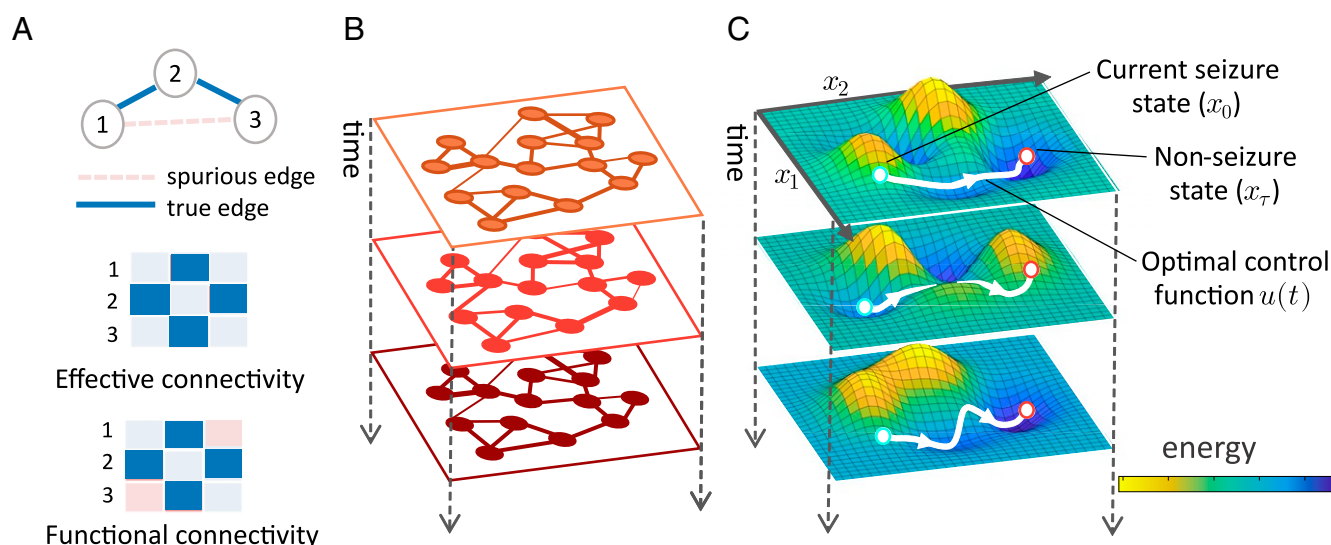 A
1
2
3
spurious edge
true edge
1
2
3
Effective connectivity
1
2
3
Functional connectivity
B
time
C
time
x₂
x₁
Current seizure
state (x₀)
Non-seizure
state (x_τ)
Optimal control
function u(t)
energy